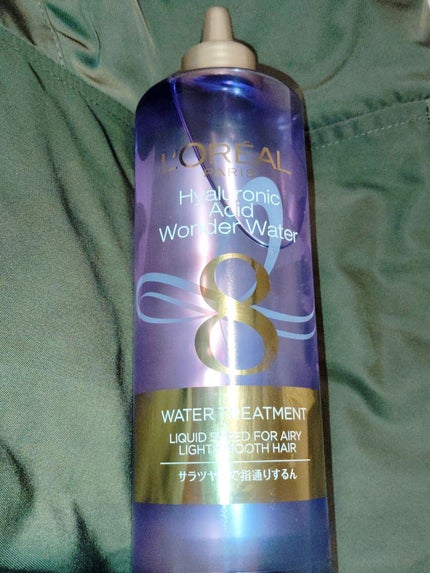 L'ORÉAL
PARIS
Hyaluronic
Acid
Wonder Water
8
WATER TREATMENT
LIQUID FOR AIRY
LIGHT SMOOTH HAIR
サラツヤ で指通りするん